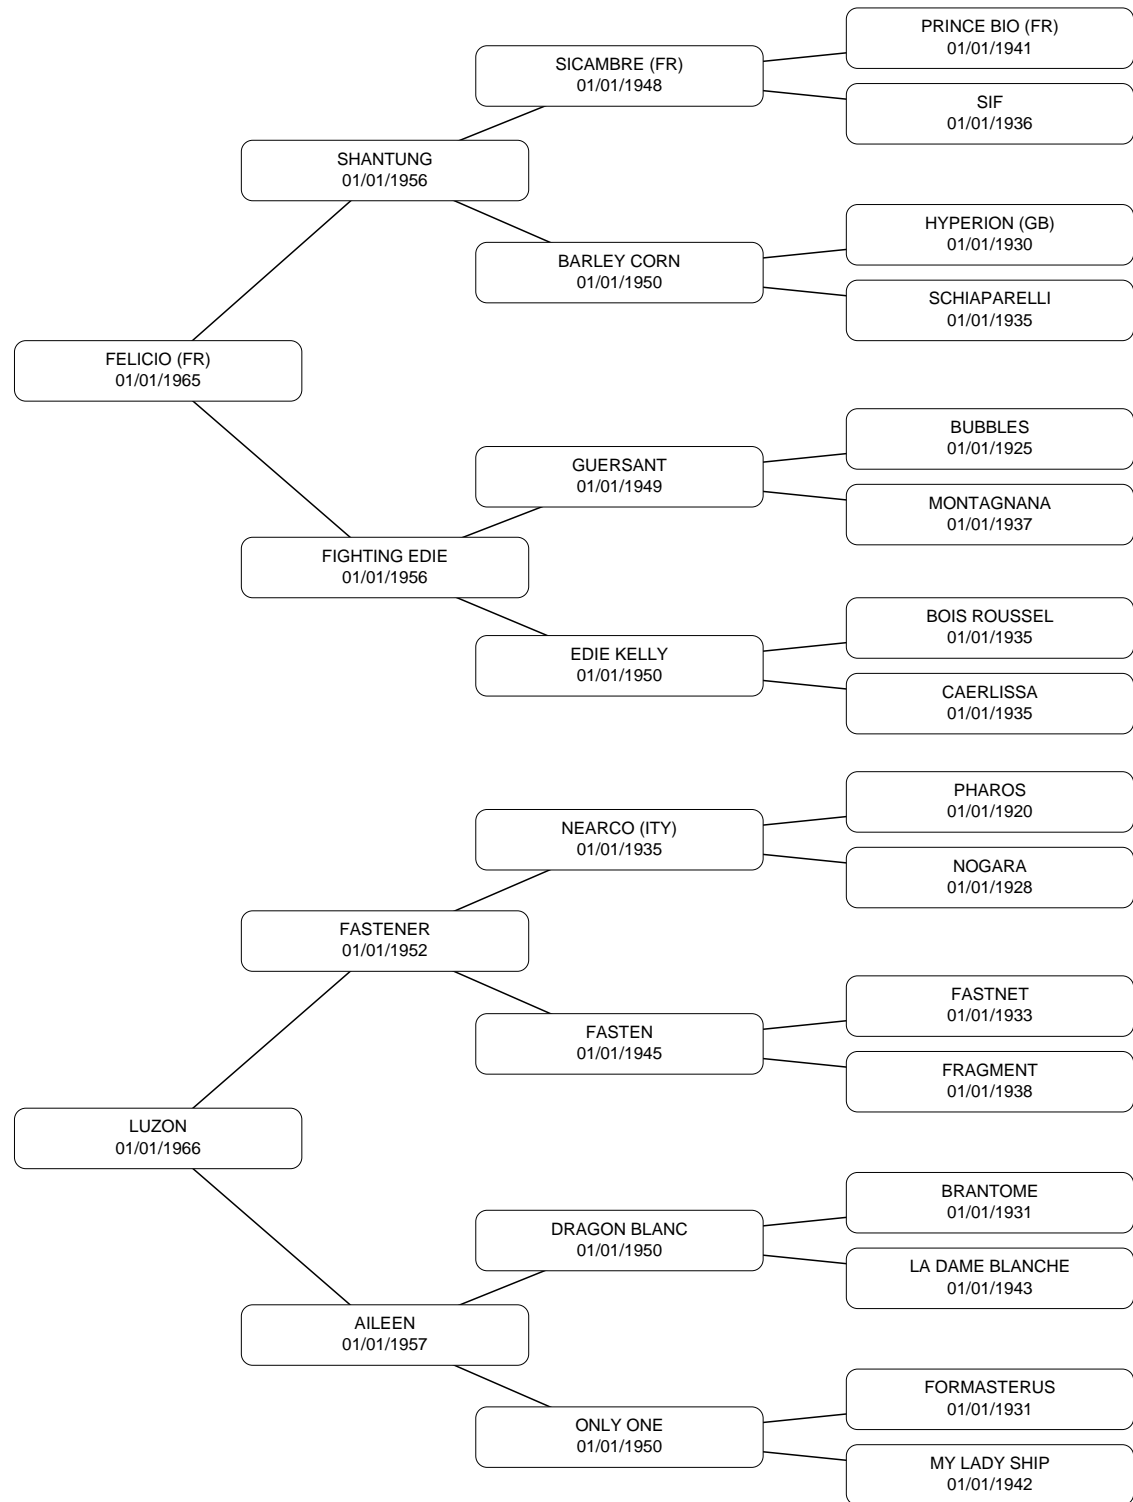 PRINCE BIO (FR)
01/01/1941
SICAMBRE (FR)
01/01/1948
SIF
01/01/1936
SHANTUNG
01/01/1956
HYPERION (GB)
01/01/1930
BARLEY CORN
01/01/1950
SCHIAPARELLI
01/01/1935
FELICIO (FR)
01/01/1965
BUBBLES
01/01/1925
GUERSANT
01/01/1949
MONTAGNANA
01/01/1937
FIGHTING EDIE
01/01/1956
BOIS ROUSSEL
01/01/1935
EDIE KELLY
01/01/1950
CAERLISSA
01/01/1935
PHAROS
01/01/1920
NEARCO (ITY)
01/01/1935
NOGARA
01/01/1928
FASTENER
01/01/1952
FASTNET
01/01/1933
FASTEN
01/01/1945
FRAGMENT
01/01/1938
LUZON
01/01/1966
BRANTOME
01/01/1931
DRAGON BLANC
01/01/1950
LA DAME BLANCHE
01/01/1943
AILEEN
01/01/1957
FORMASTERUS
01/01/1931
ONLY ONE
01/01/1950
MY LADY SHIP
01/01/1942